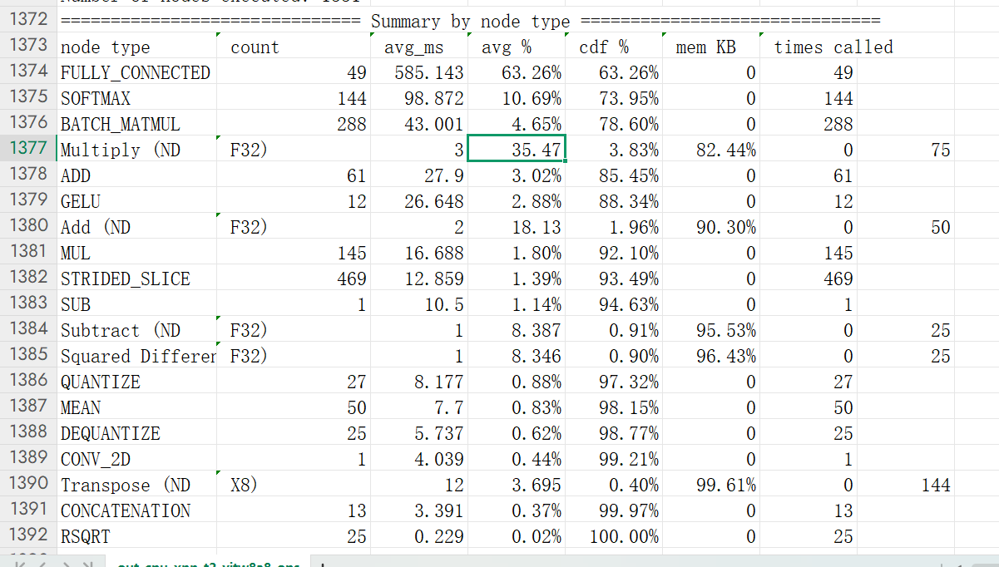 1372 ============================== Summary by node type ==============================
1373 node type count avg_ms avg % cdf % mem KB times called
1374 FULLY_CONNECTED 49 585.143 63.26% 63.26% 0 49
1375 SOFTMAX 144 98.872 10.69% 73.95% 0 144
1376 BATCH_MATMUL 288 43.001 4.65% 78.60% 0 288
1377 Multiply (ND F32) 3 35.47 3.83% 82.44% 0 75
1378 ADD 61 27.9 3.02% 85.45% 0 61
1379 GELU 12 26.648 2.88% 88.34% 0 12
1380 Add (ND F32) 2 18.13 1.96% 90.30% 0 50
1381 MUL 145 16.688 1.80% 92.10% 0 145
1382 STRIDED_SLICE 469 12.859 1.39% 93.49% 0 469
1383 SUB 1 10.5 1.14% 94.63% 0 1
1384 Subtract (ND F32) 1 8.387 0.91% 95.53% 0 25
1385 Squared Differen F32) 1 8.346 0.90% 96.43% 0 25
1386 QUANTIZE 27 8.177 0.88% 97.32% 0 27
1387 MEAN 50 7.7 0.83% 98.15% 0 50
1388 DEQUANTIZE 25 5.737 0.62% 98.77% 0 25
1389 CONV_2D 1 4.039 0.44% 99.21% 0 1
1390 Transpose (ND X8) 12 3.695 0.40% 99.61% 0 144
1391 CONCATENATION 13 3.391 0.37% 99.97% 0 13
1392 RSQRT 25 0.229 0.02% 100.00% 0 25